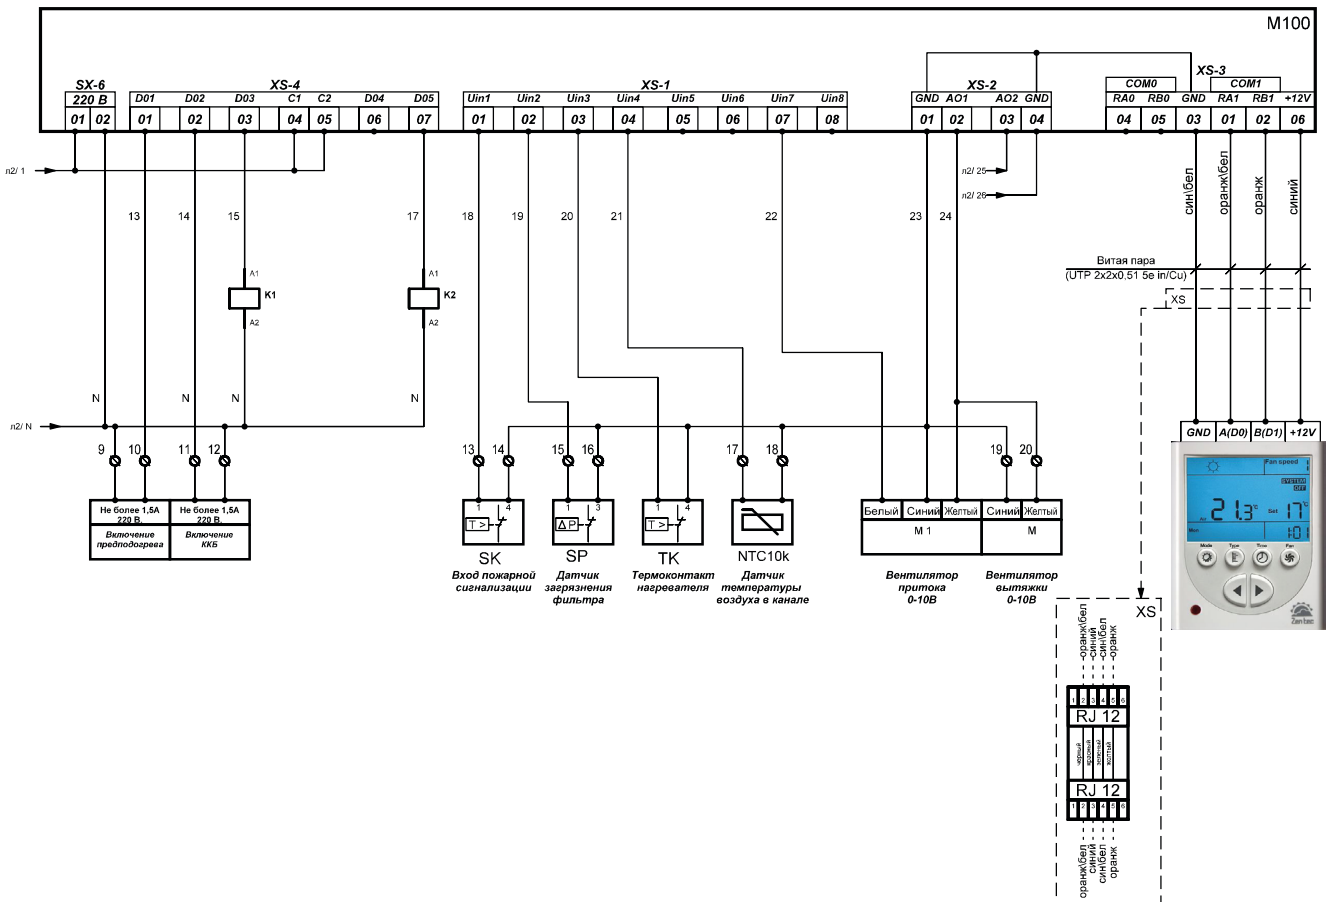 M100
SX-6 XS-4 XS-1 XS-2 XS-3
COM0 COM1
220 В D01 D02 D03 C1 C2 D04 D05 Uin1 Uin2 Uin3 Uin4 Uin5 Uin6 Uin7 Uin8 GND AO1 AO2 GND RA0 RB0 GND RA1 RB1 +12V
01 02 01 02 03 04 05 06 07 01 02 03 04 05 06 07 08 01 02 03 04 04 05 03 01 02 06
л2/ 1
л2/ 25
л2/ 26
син\бел
оранж\бел
оранж
синий
13 14 15 17 18 19 20 21 22 23 24
Витая пара
(UTP 2x2x0,51 5e in/Cu)
XS
A1
K1
A2
A1
K2
A2
N N N
л2/ N
9 10 11 12 13 14 15 16 17 18 19 20
GND A(D0) B(D1) +12V
Fan speed
SYSTEM
OFF
21.3 °C Set 17 °C
Mon 1:01
Mode Type Time Fan
Zentec
Не более 1,5А
220 В.
Включение
предподогрева
Не более 1,5А
220 В.
Включение
ККБ
1 4
T >
SK
Вход пожарной
сигнализации
1 3
Δ P
SP
Датчик
загрязнения
фильтра
1 4
T >
TK
Термоконтакт
нагревателя
NTC10k
Датчик
температуры
воздуха в канале
Белый Синий Желтый
M 1
Вентилятор
притока
0-10В
Синий Желтый
M
Вентилятор
вытяжки
0-10В
XS
оранж\бел
синий
син\бел
оранж
1 2 3 4 5 6
RJ 12
черный
красный
зеленый
желтый
RJ 12
1 2 3 4 5 6
оранж\бел
синий
син\бел
оранж